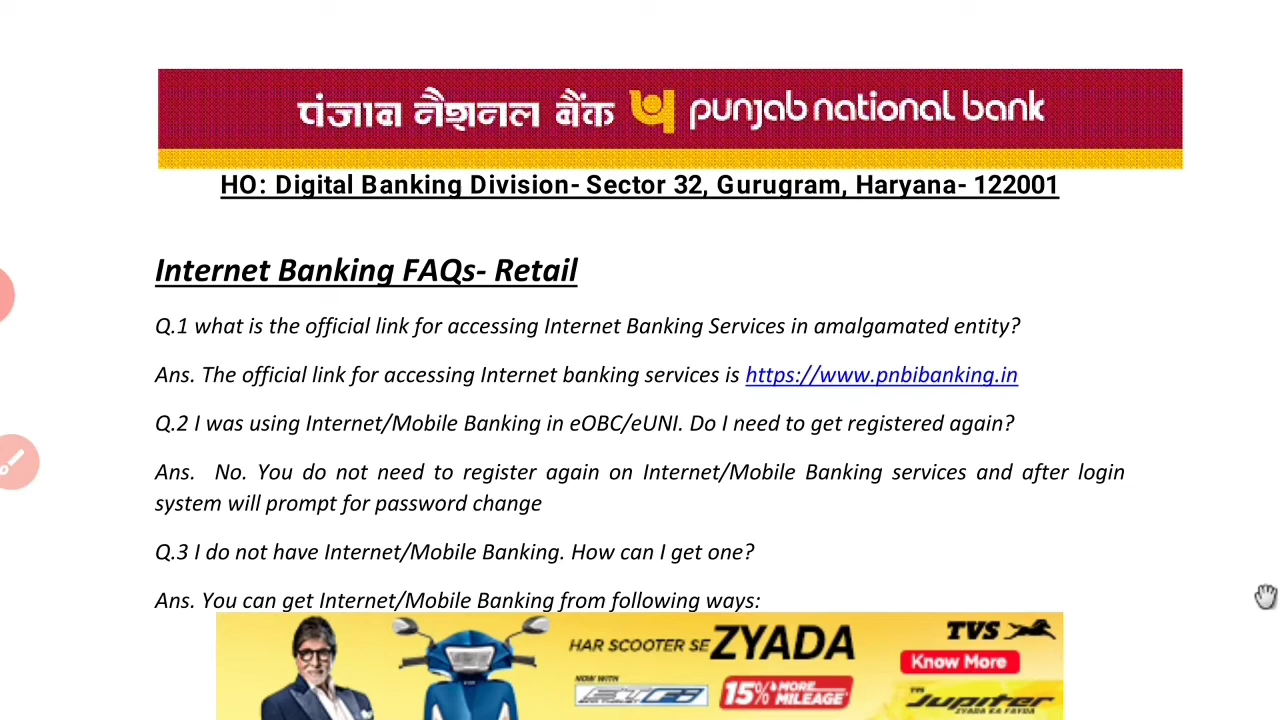 पंजाब नैशनल बैंक punjab national bank
HO: Digital Banking Division- Sector 32, Gurugram, Haryana- 122001
Internet Banking FAQs- Retail
Q.1 what is the official link for accessing Internet Banking Services in amalgamated entity?
Ans. The official link for accessing Internet banking services is https://www.pnbibanking.in
Q.2 I was using Internet/Mobile Banking in eOBC/eUNI. Do I need to get registered again?
Ans. No. You do not need to register again on Internet/Mobile Banking services and after login
system will prompt for password change
Q.3 I do not have Internet/Mobile Banking. How can I get one?
Ans. You can get Internet/Mobile Banking from following ways:
HAR SCOOTER SE ZYADA
TVS
Know More
NOW WITH
15% MORE MILEAGE
TVS
Jupiter
ZYADA KA FAYDA